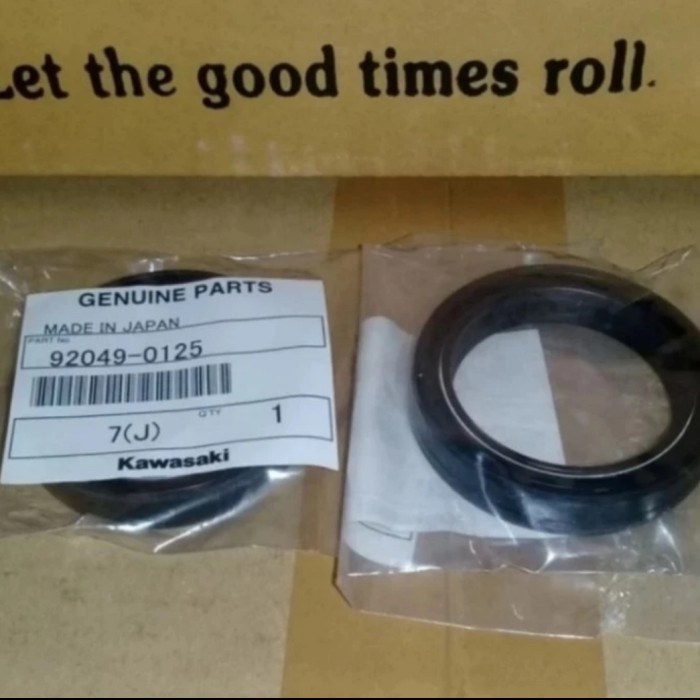 Let the good times roll.
GENUINE PARTS
MADE IN JAPAN
PART No.
92049-0125
QTY
7(J) 1
Kawasaki